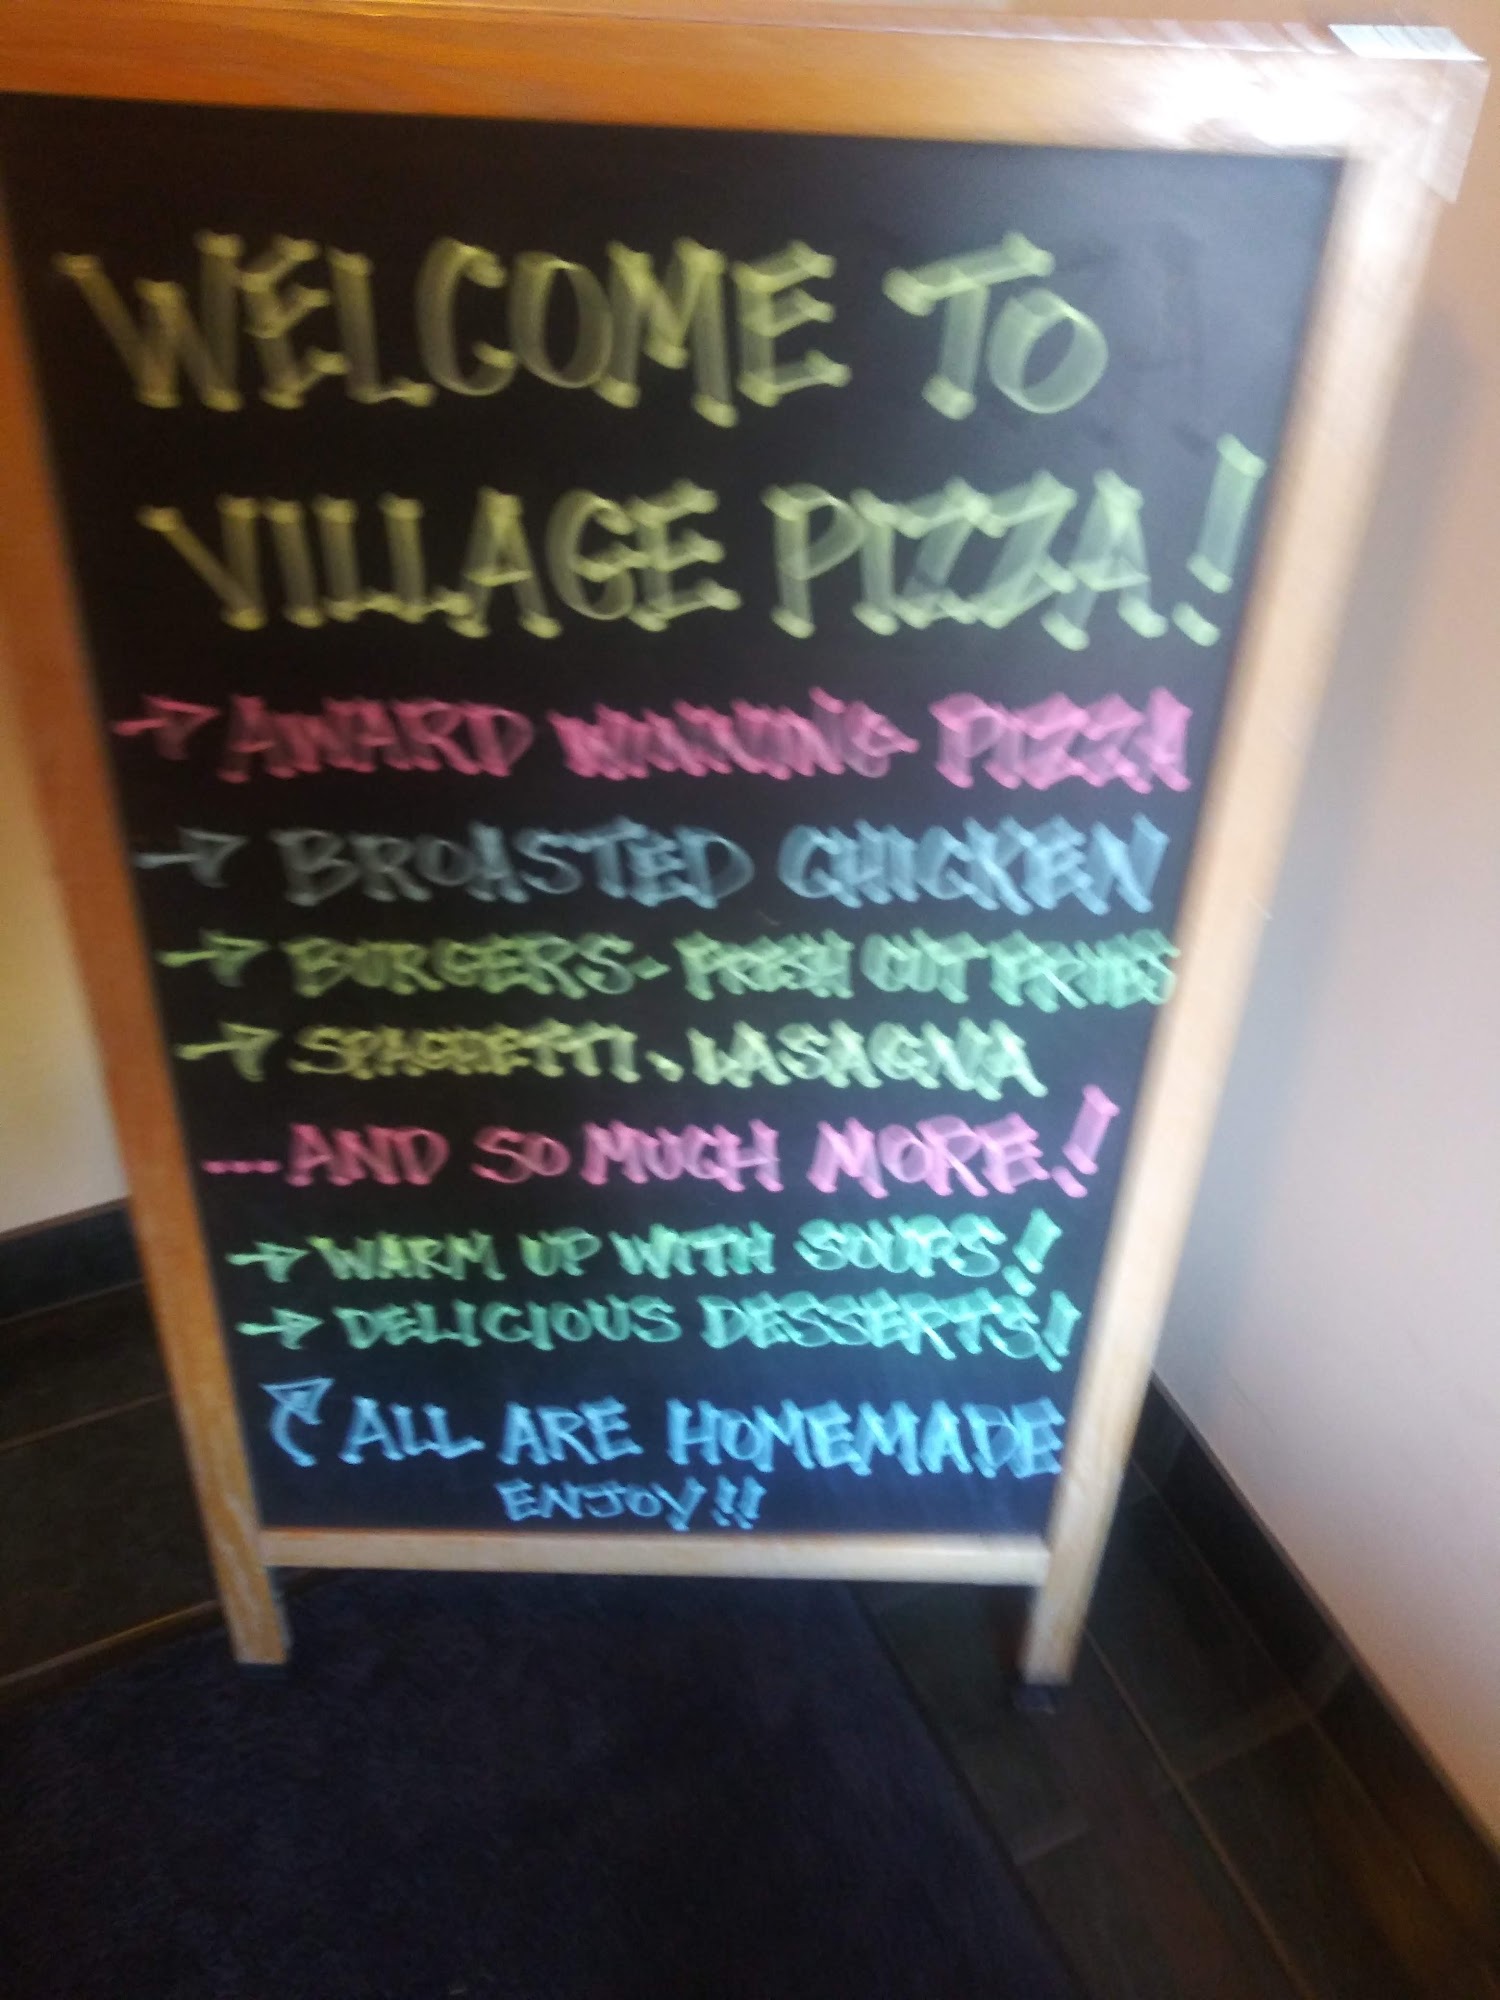 WELCOME TO
VILLAGE PIZZA!
→ AWARD WINNING PIZZA
→ BROASTED CHICKEN
→ BURGERS - FRESH CUT FRIES
→ SPAGHETTI, LASAGNA
... AND SO MUCH MORE!
→ WARM UP WITH SOUPS!
→ DELICIOUS DESSERTS!
ALL ARE HOMEMADE
ENJOY!!